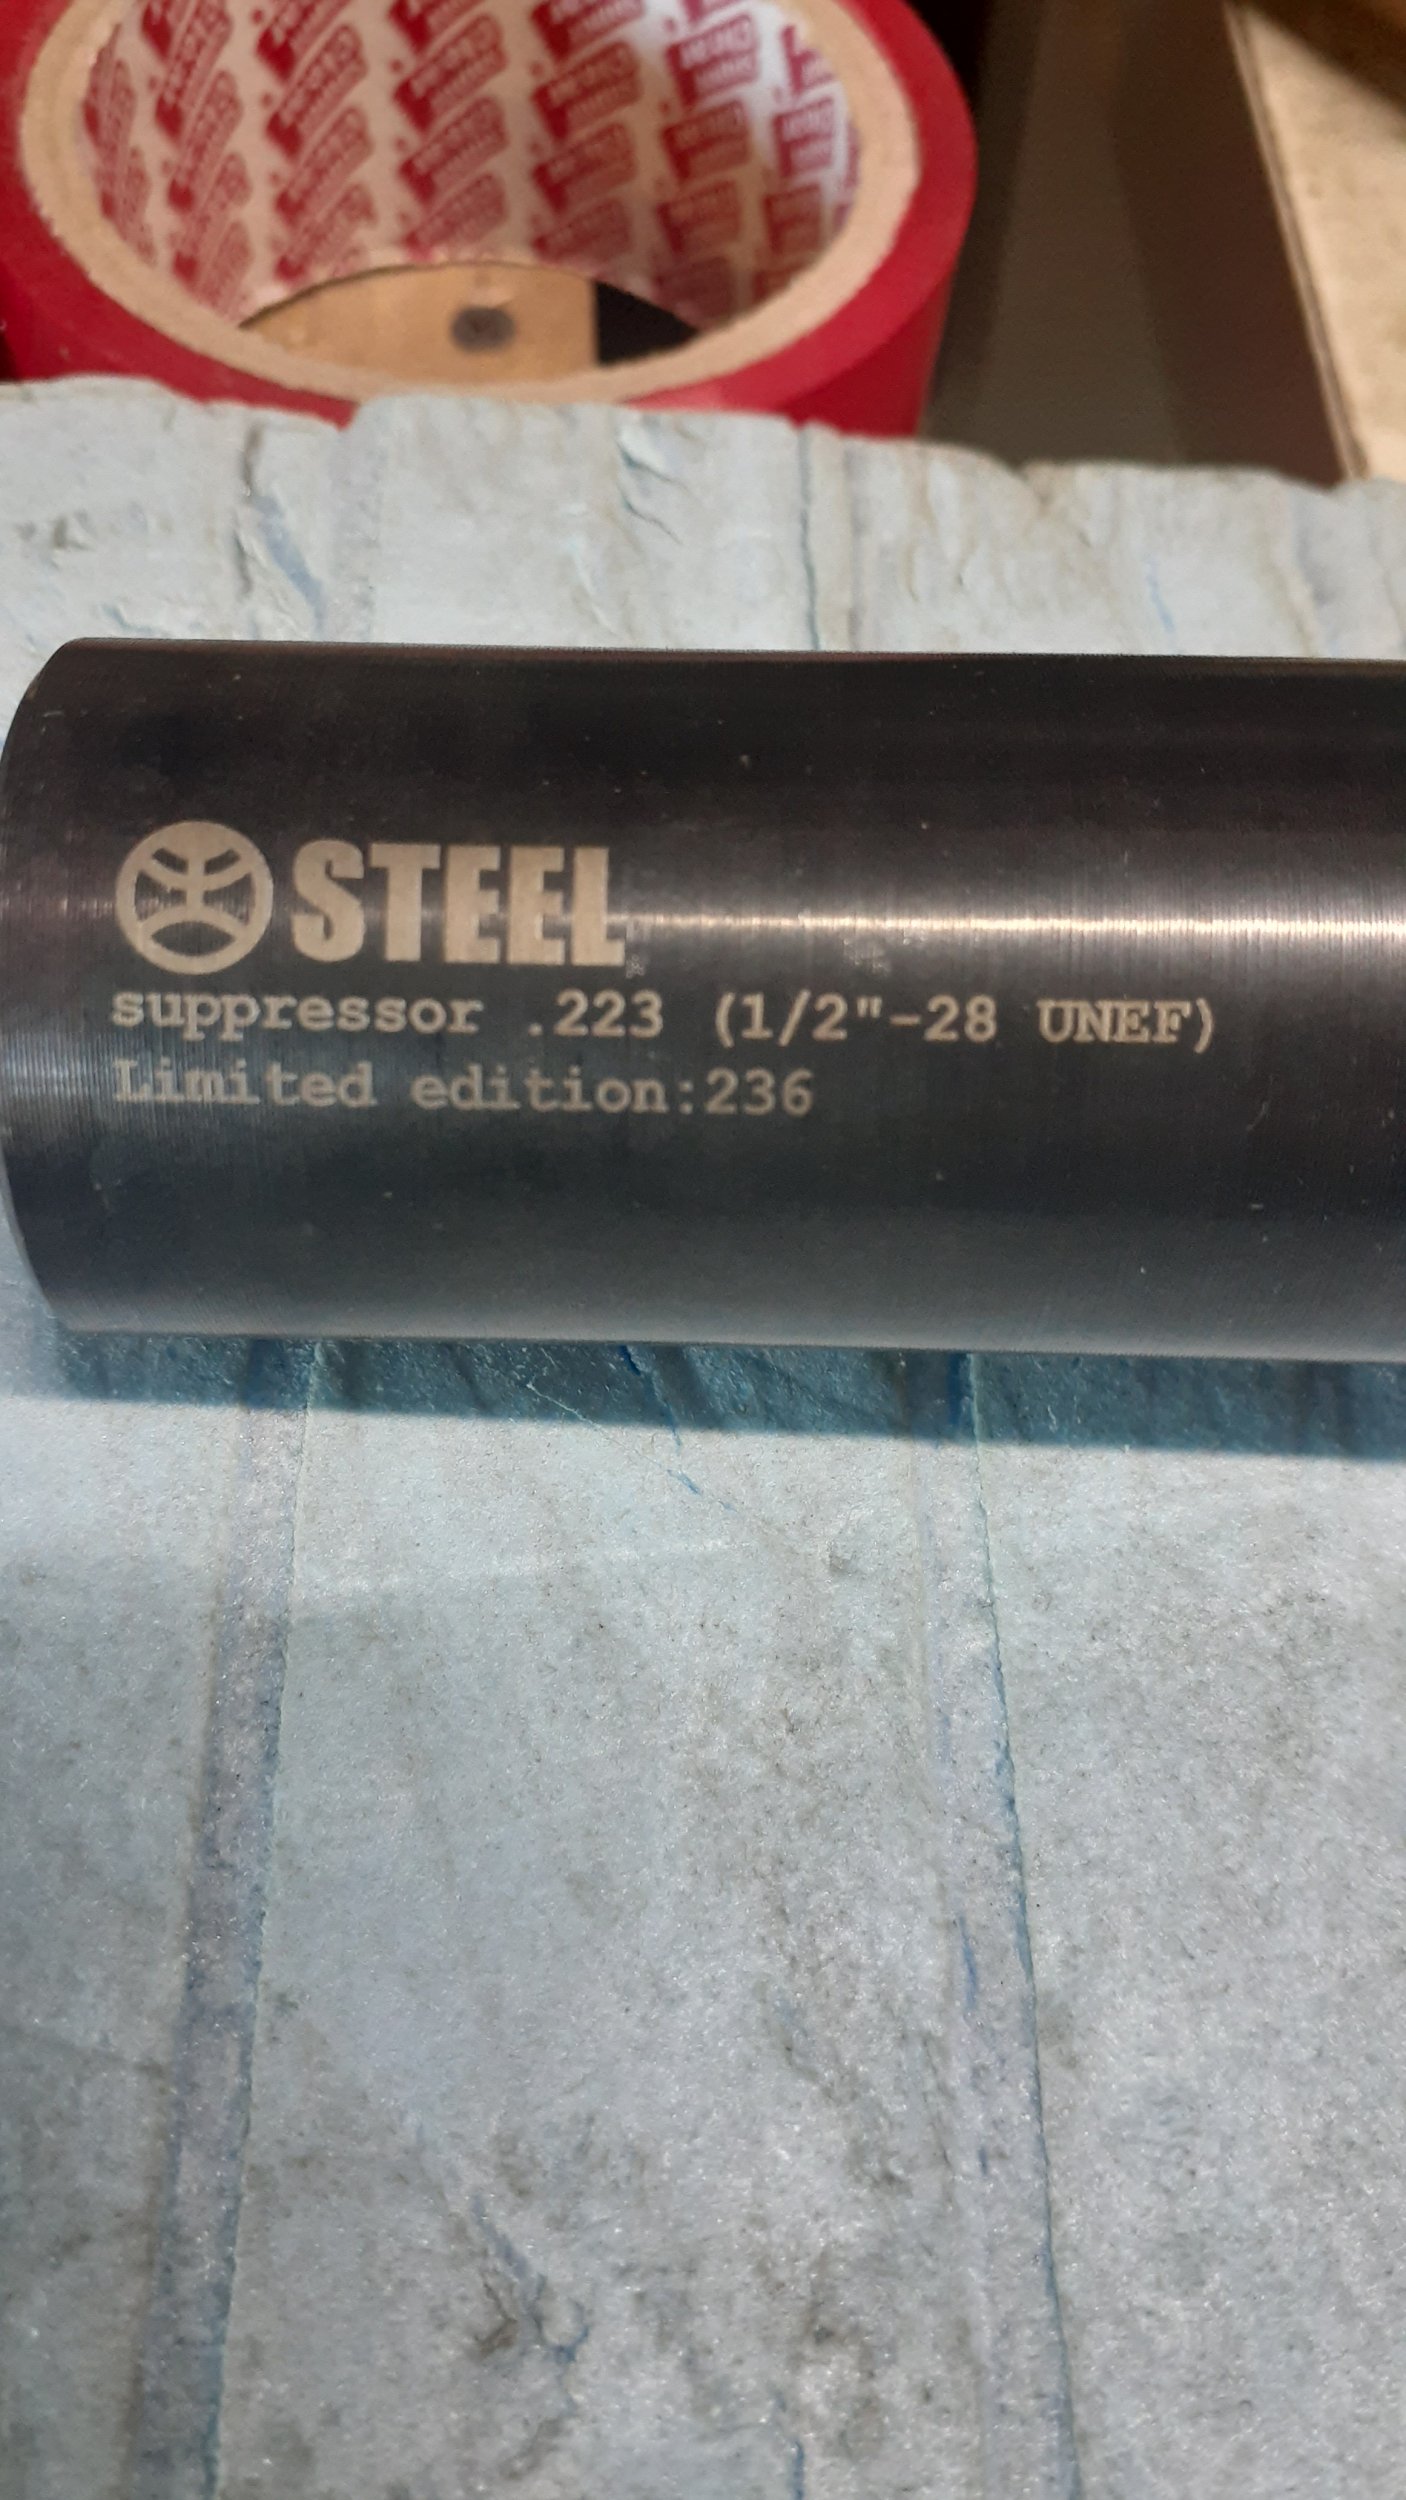 STEEL
suppressor .223 (1/2"-28 UNEF)
Limited edition:236